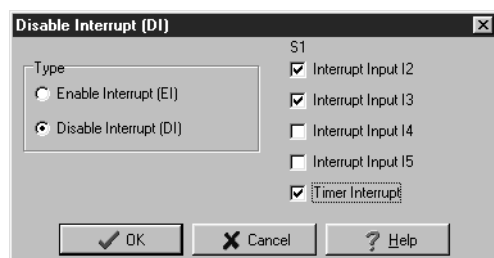 Disable Interrupt (DI)
Type
Enable Interrupt (EI)
Disable Interrupt (DI)
S1
Interrupt Input I2
Interrupt Input I3
Interrupt Input I4
Interrupt Input I5
Timer Interrupt
OK
Cancel
Help